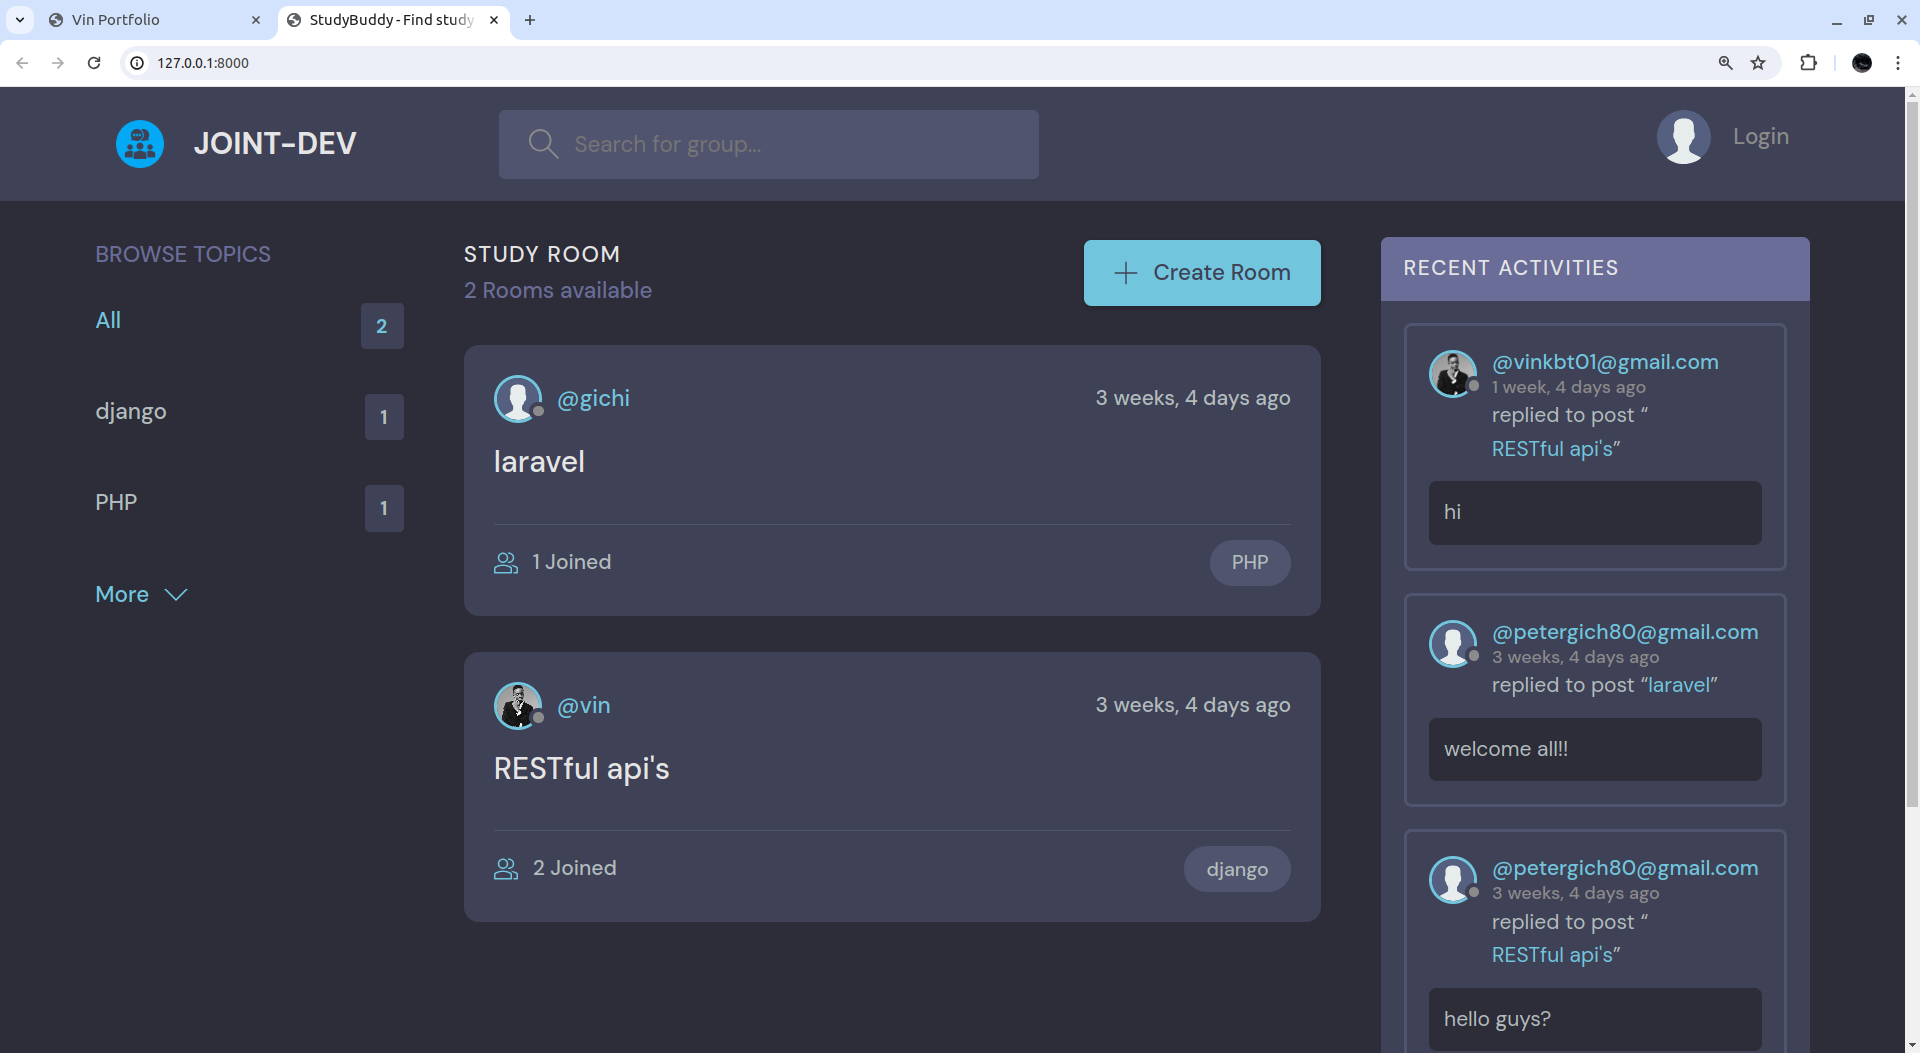 Vin Portfolio
StudyBuddy - Find study
127.0.0.1:8000
JOINT-DEV
Search for group...
Login
BROWSE TOPICS
All
2
django
1
PHP
1
More
STUDY ROOM
2 Rooms available
Create Room
@gichi
3 weeks, 4 days ago
laravel
1 Joined
PHP
@vin
3 weeks, 4 days ago
RESTful api's
2 Joined
django
RECENT ACTIVITIES
@vinkbt01@gmail.com
1 week, 4 days ago
replied to post “
RESTful api's”
hi
@petergich80@gmail.com
3 weeks, 4 days ago
replied to post “laravel”
welcome all!!
@petergich80@gmail.com
3 weeks, 4 days ago
replied to post “
RESTful api's”
hello guys?